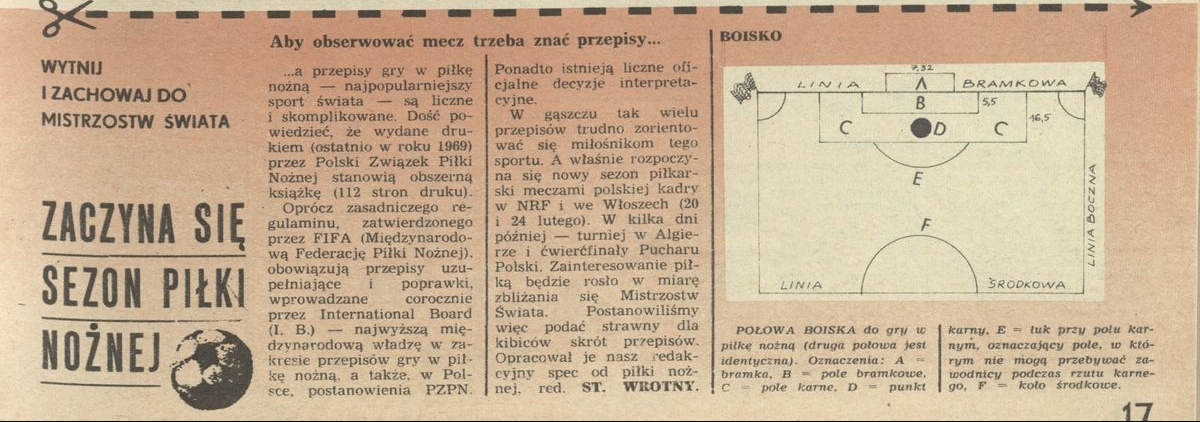 WYTNIJ
I ZACHOWAJ DO
MISTRZOSTW ŚWIATA
ZACZYNA SIĘ
SEZON PIŁKI
NOŻNEJ
Aby obserwować mecz trzeba znać przepisy...
...a przepisy gry w piłkę
nożną — najpopularniejszy
sport świata — są liczne
i skomplikowane. Dość po-
wiedzieć, że wydane dru-
kiem (ostatnio w roku 1969)
przez Polski Związek Piłki
Nożnej stanowią obszerną
książkę (112 stron druku).
Oprócz zasadniczego re-
gulaminu, zatwierdzonego
przez FIFA (Międzynarodo-
wą Federację Piłki Nożnej),
obowiązują przepisy uzu-
pełniające i poprawki,
wprowadzane corocznie
przez International Board
(I. B.) — najwyższą mię-
dzynarodową władzę w za-
kresie przepisów gry w pił-
kę nożną, a także, w Pol-
sce, postanowienia PZPN.
Ponadto istnieją liczne ofi-
cjalne decyzje interpreta-
cyjne.
W gąszczu tak wielu
przepisów trudno zoriento-
wać się miłośnikom tego
sportu. A właśnie rozpoczy-
na się nowy sezon piłkar-
ski meczami polskiej kadry
w NRF i we Włoszech (20
i 24 lutego). W kilka dni
później — turniej w Algie-
rze i ćwierćfinały Pucharu
Polski. Zainteresowanie pił-
ką będzie rosło w miarę
zbliżania się Mistrzostw
Świata. Postanowiliśmy
więc podać strawny dla
kibiców skrót przepisów.
Opracował je nasz redak-
cyjny spec od piłki noż-
nej, red. ST. WROTNY.
BOISKO
7,32
LINIA A BRAMKOWA
B 5,5
C D C 16,5
E
F
LINIA BOCZNA
LINIA ŚRODKOWA
POŁOWA BOISKA do gry w
piłkę nożną (druga połowa jest
identyczna). Oznaczenia: A =
bramka, B = pole bramkowe,
C = pole karne, D = punkt
karny, E = łuk przy polu kar-
nym, oznaczający pole, w któ-
rym nie mogą przebywać za-
wodnicy podczas rzutu karne-
go, F = koło środkowe.
17